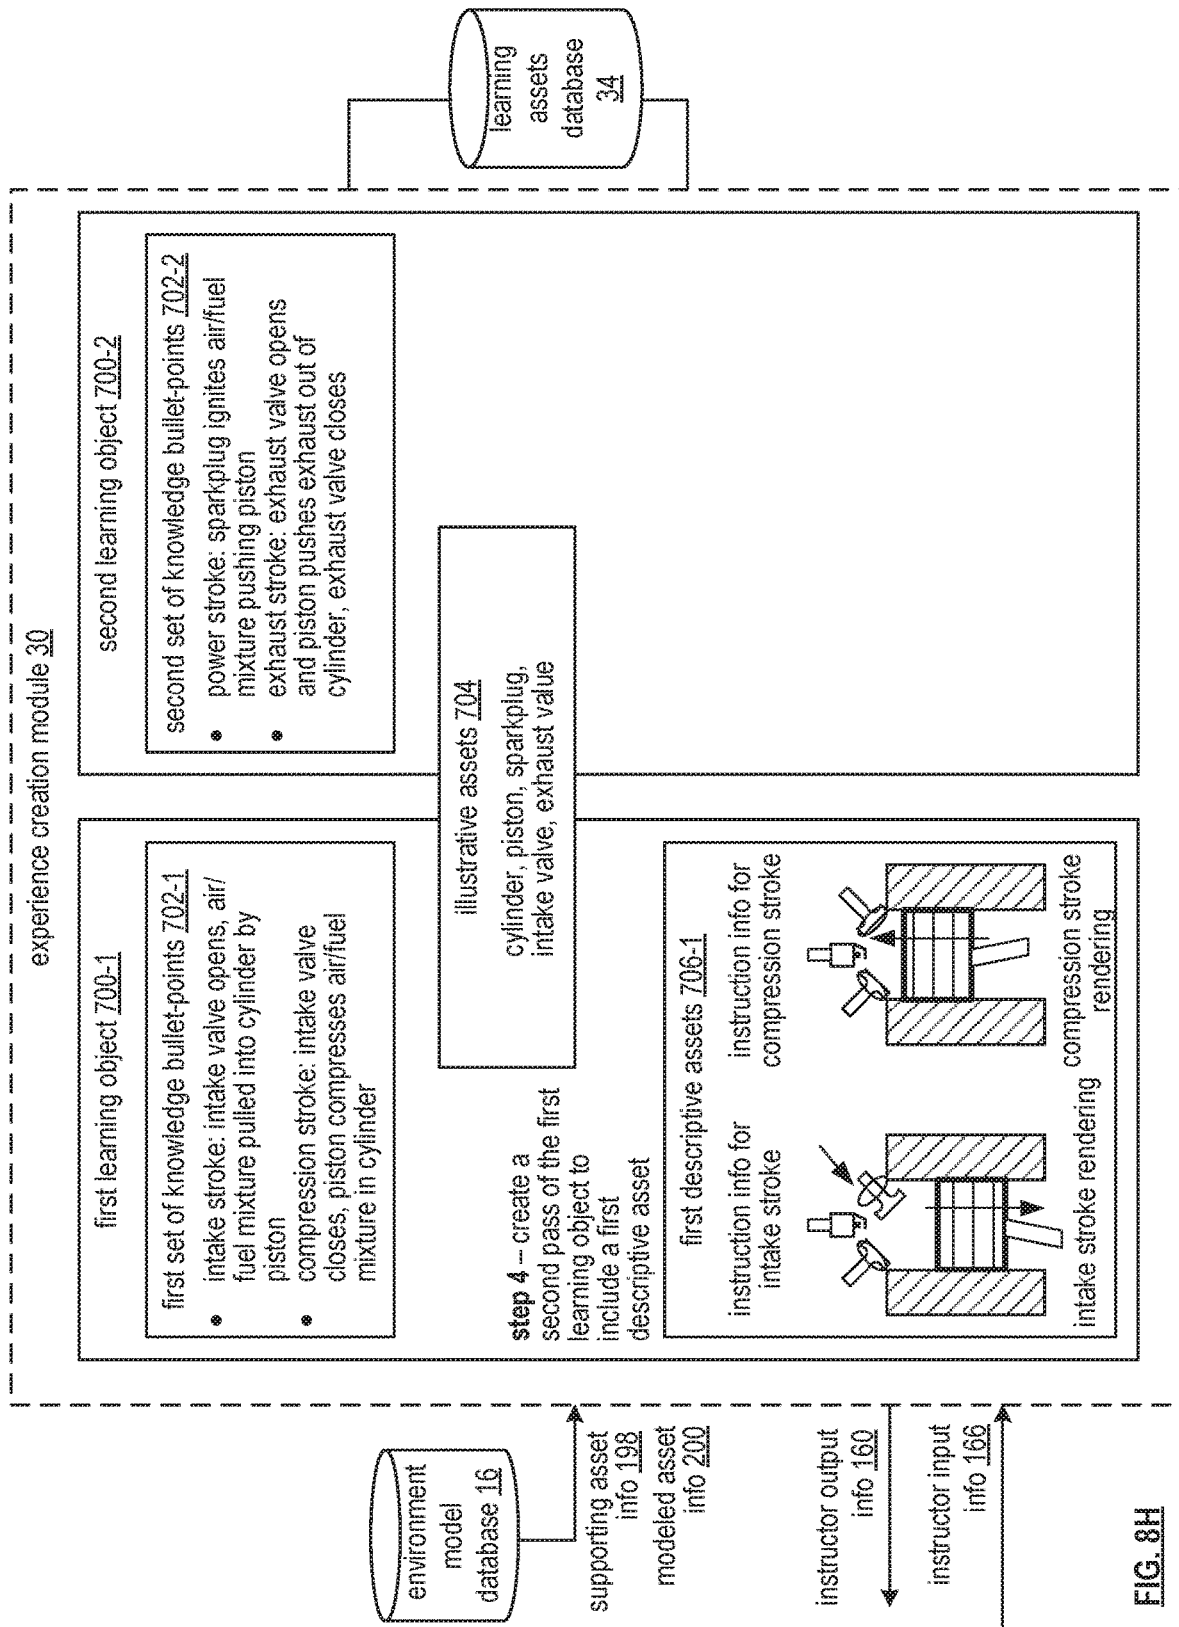 experience creation module 30
first learning object 700-1
first set of knowledge bullet-points 702-1
• intake stroke: intake valve opens, air/
fuel mixture pulled into cylinder by
piston
• compression stroke: intake valve
closes, piston compresses air/fuel
mixture in cylinder
second learning object 700-2
second set of knowledge bullet-points 702-2
• power stroke: sparkplug ignites air/fuel
mixture pushing piston
• exhaust stroke: exhaust valve opens
and piston pushes exhaust out of
cylinder, exhaust valve closes
illustrative assets 704
cylinder, piston, sparkplug,
intake valve, exhaust value
step 4 – create a
second pass of the first
learning object to
include a first
descriptive asset
first descriptive assets 706-1
instruction info for
intake stroke
instruction info for
compression stroke
intake stroke rendering
compression stroke
rendering
environment
model
database 16
supporting asset
info 198
modeled asset
info 200
instructor output
info 160
instructor input
info 166
learning
assets
database
34
FIG. 8H